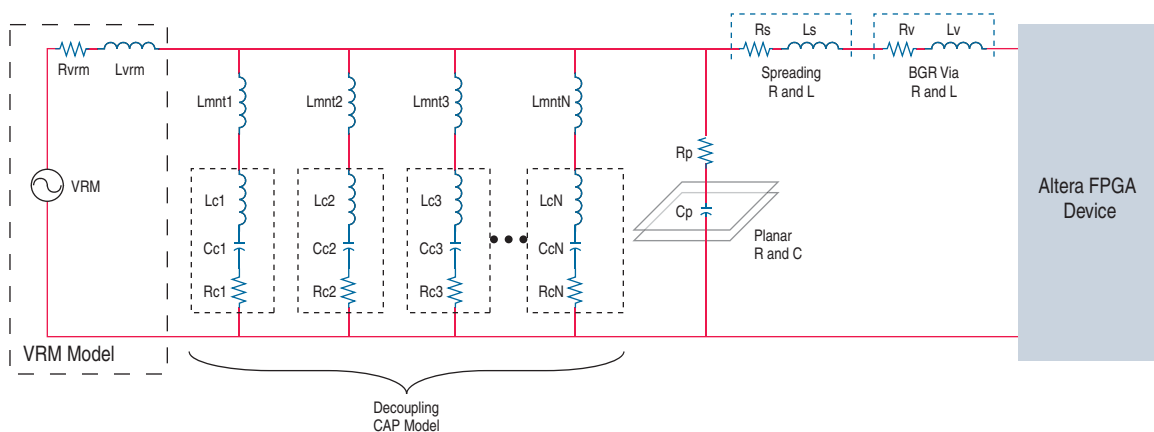 Rs
Ls
Rv
Lv
Rvrm
Lvrm
Spreading
R and L
BGR Via
R and L
Lmnt1
Lmnt2
Lmnt3
LmntN
Rp
VRM
Lc1
Lc2
Lc3
LcN
Altera FPGA
Device
Cp
Cc1
Cc2
Cc3
CcN
Planar
R and C
Rc1
Rc2
Rc3
RcN
VRM Model
Decoupling
CAP Model